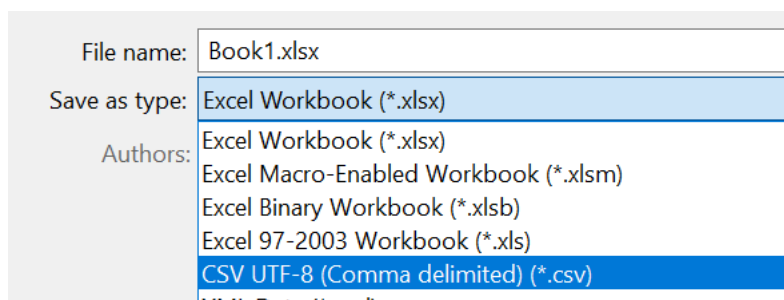 File name: Book1.xlsx
Save as type: Excel Workbook (*.xlsx)
Excel Workbook (*.xlsx)
Authors:
Excel Macro-Enabled Workbook (*.xlsm)
Excel Binary Workbook (*.xlsb)
Excel 97-2003 Workbook (*.xls)
CSV UTF-8 (Comma delimited) (*.csv)